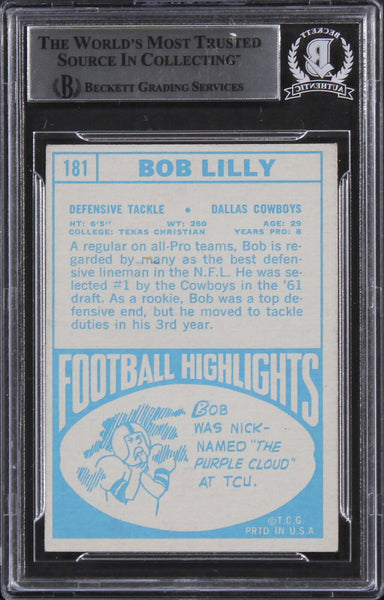 THE WORLD'S MOST TRUSTED
SOURCE IN COLLECTING™
BECKETT GRADING SERVICES
BECKETT
AUTHENTIC
181 BOB LILLY
DEFENSIVE TACKLE • DALLAS COWBOYS
HT: 6'5" WT: 260 AGE: 29
COLLEGE: TEXAS CHRISTIAN YEARS PRO: 8
A regular on all-Pro teams, Bob is re-
garded by many as the best defen-
sive lineman in the N.F.L. He was se-
lected #1 by the Cowboys in the '61
draft. As a rookie, Bob was a top de-
fensive end, but he moved to tackle
duties in his 3rd year.
FOOTBALL HIGHLIGHTS
BOB
WAS NICK-
NAMED "THE
PURPLE CLOUD"
AT TCU.
©T.C.G.
PRTD IN U.S.A.